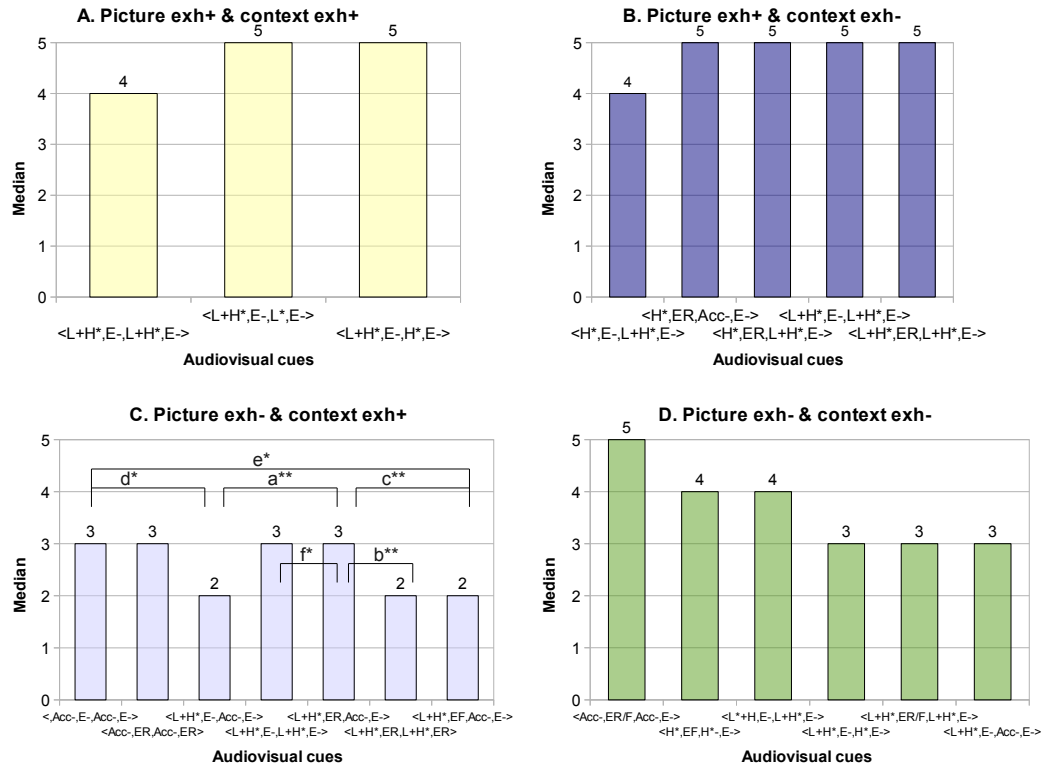 A. Picture exh+ & context exh+
5
4
3
2
1
0
Median
4
5
5
<L+H*,E-,L*,E->
<L+H*,E-,L+H*,E->
<L+H*,E-,H*,E->
Audiovisual cues
B. Picture exh+ & context exh-
5
4
3
2
1
0
Median
4
5
5
5
5
<H*,ER,Acc-,E->
<L+H*,E-,L+H*,E->
<H*,E-,L+H*,E->
<H*,ER,L+H*,E->
<L+H*,ER,L+H*,E->
Audiovisual cues
C. Picture exh- & context exh+
5
4
3
2
1
0
Median
e*
d*
a**
c**
f*
b**
3
3
2
3
3
2
2
<,Acc-,E-,Acc-,E->
<L+H*,E-,Acc-,E->
<L+H*,ER,Acc-,E->
<L+H*,EF,Acc-,E->
<Acc-,ER,Acc-,ER>
<L+H*,E-,L+H*,E->
<L+H*,ER,L+H*,ER>
Audiovisual cues
D. Picture exh- & context exh-
5
4
3
2
1
0
Median
5
4
4
3
3
3
<Acc-,ER/F,Acc-,E->
<L*+H,E-,L+H*,E->
<L+H*,ER/F,L+H*,E->
<H*,EF,H*-,E->
<L+H*,E-,H*,E->
<L+H*,E-,Acc-,E->
Audiovisual cues